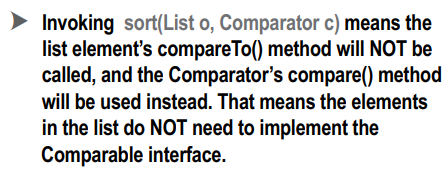 ➤ Invoking sort(List o, Comparator c) means the
list element's compareTo() method will NOT be
called, and the Comparator's compare() method
will be used instead. That means the elements
in the list do NOT need to implement the
Comparable interface.